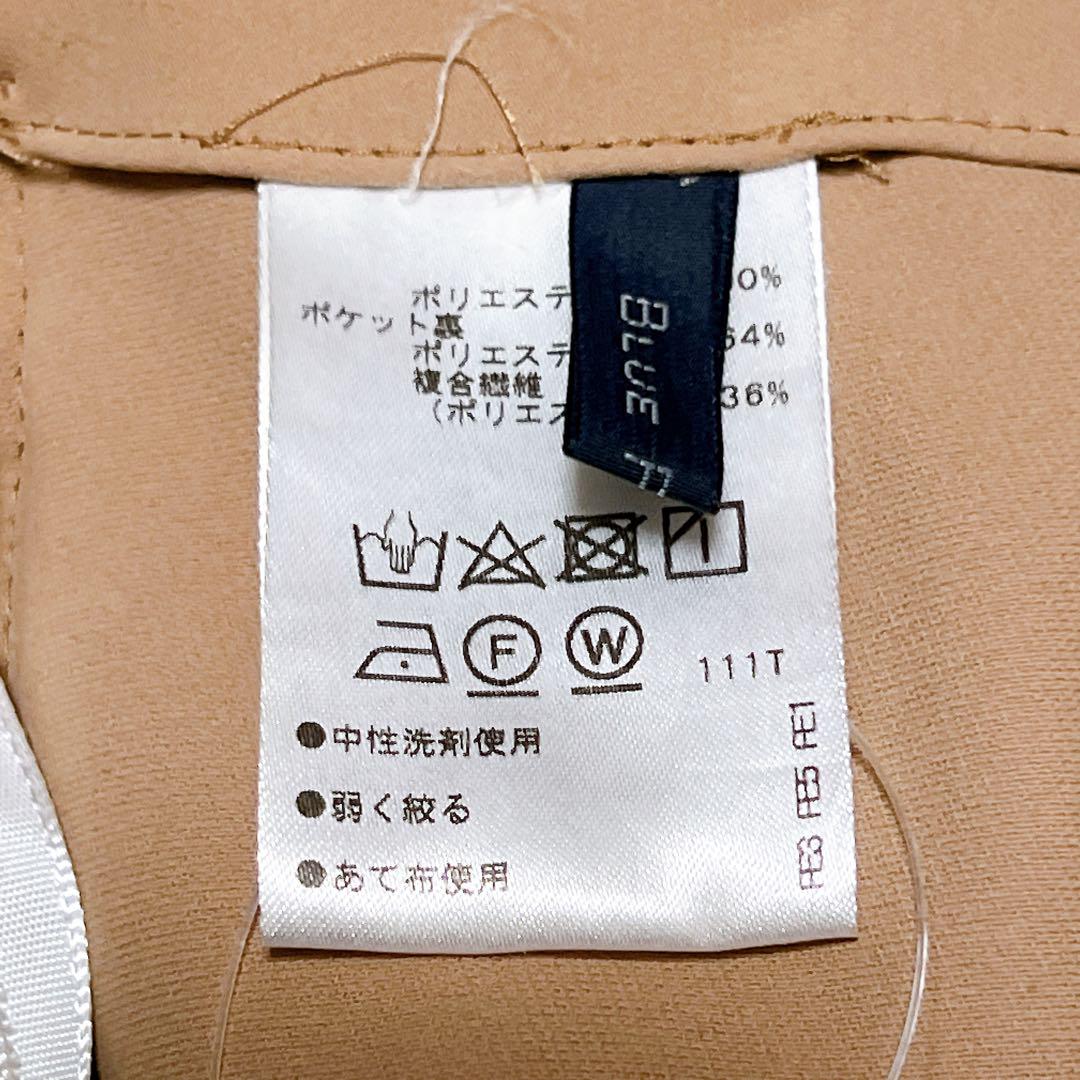 ポリエステ 0%
ポケット裏
ポリエステ 64%
複合繊維 36%
(ポリエス
BLUE
F
W
111T
●中性洗剤使用
●弱く絞る
●あて布使用